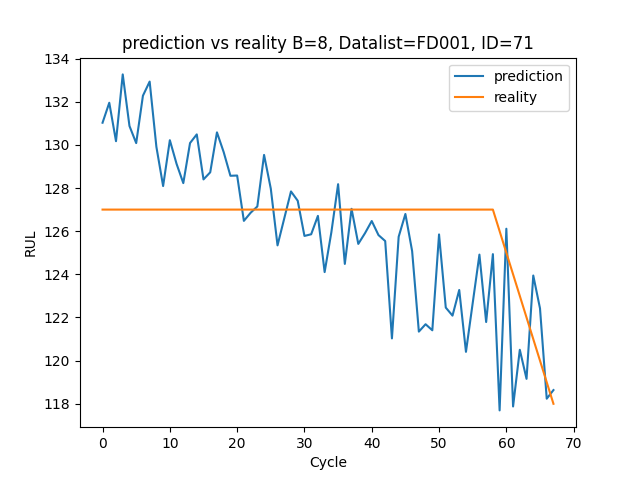 prediction vs reality B=8, Datalist=FD001, ID=71
prediction
reality
134
132
130
128
126
124
122
120
118
RUL
0 10 20 30 40 50 60 70
Cycle